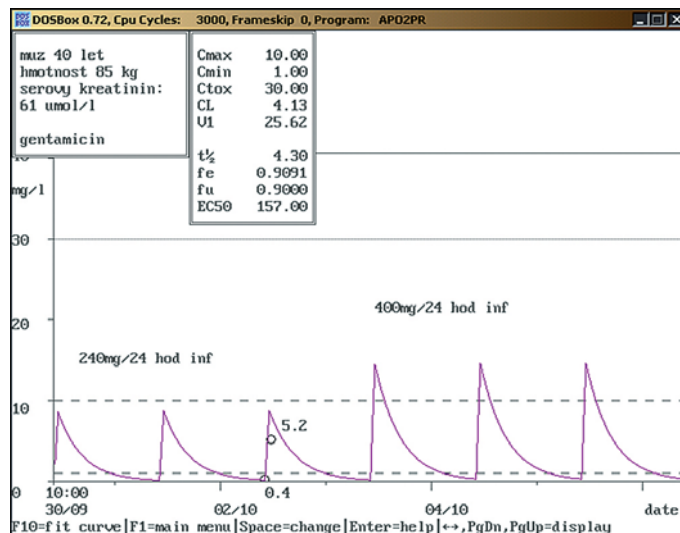 DOSBox 0.72, Cpu Cycles: 3000, Frameskip 0, Program: APO2PR
muz 40 let
hmotnost 85 kg
serovy kreatinin:
61 umol/l
gentamicin
Cmax 10.00
Cmin 1.00
Ctox 30.00
CL 4.13
V1 25.62
t½ 4.30
fe 0.9091
fu 0.9000
EC50 157.00
mg/l
30
400mg/24 hod inf
20
240mg/24 hod inf
10
5.2
0 10:00 0.4
30/09 02/10 04/10 date
F10=fit curve|F1=main menu|Space=change|Enter=help|↔,PgDn,PgUp=display